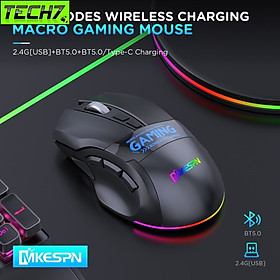 TECH7
ODES WIRELESS CHARGING
MACRO GAMING MOUSE
2.4G[USB]+BT5.0+BT5.0/Type-C Charging
GAMING
MKESPN
BT5.0
2.4G[USB]
MKESPN